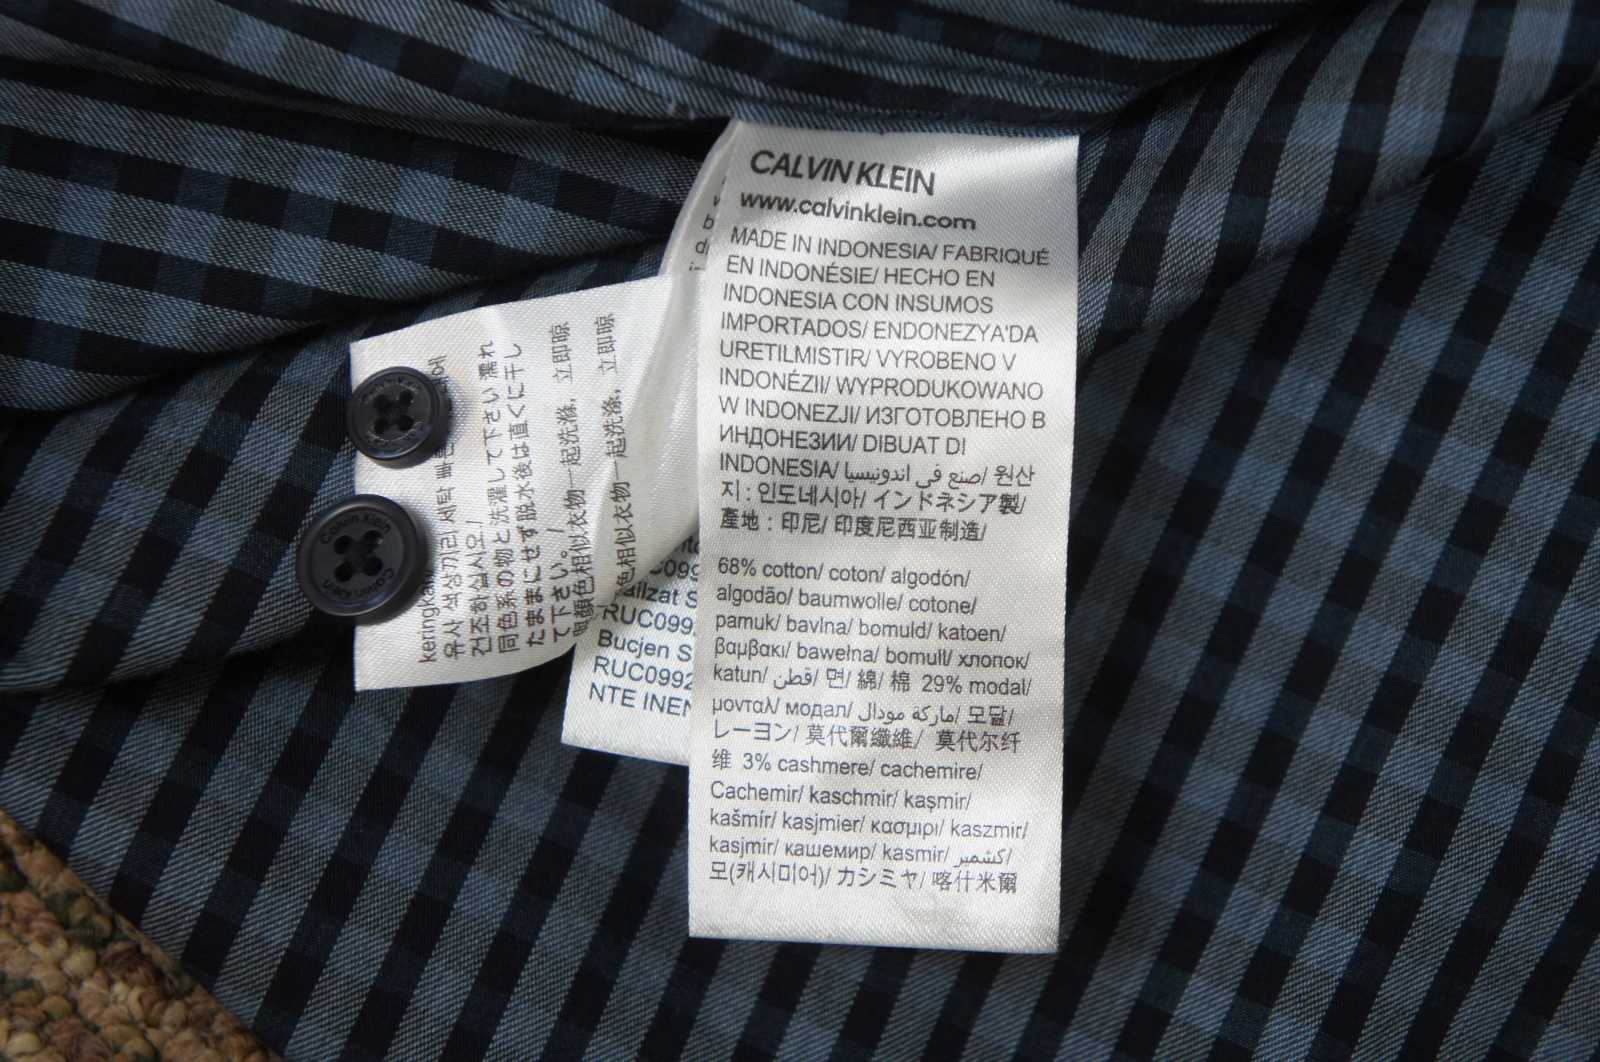 CALVIN KLEIN
www.calvinklein.com
MADE IN INDONESIA/ FABRIQUÉ
EN INDONÉSIE/ HECHO EN
INDONESIA CON INSUMOS
IMPORTADOS/ ENDONEZYA'DA
URETILMISTIR/ VYROBENO V
INDONÉZII/ WYPRODUKOWANO
W INDONEZJI/ ИЗГОТОВЛЕНО В
ИНДОНЕЗИИ/ DIBUAT DI
INDONESIA/ صنع في اندونيسيا/ 원산
지 : 인도네시아/ インドネシア製/
產地：印尼/ 印度尼西亚制造/
68% cotton/ coton/ algodón/
algodão/ baumwolle/ cotone/
pamuk/ bavlna/ bomuld/ katoen/
βαμβακι/ bawełna/ bomull/ хлопок/
katun/ قطن/ 면/ 綿/ 棉 29% modal/
μονταλ/ модал/ ماركة مودال/ 모달/
レーヨン/ 莫代爾纖維/ 莫代尔纤
维 3% cashmere/ cachemire/
Cachemir/ kaschmir/ kaşmir/
kašmír/ kasjmier/ κασμιρι/ kaszmir/
kasjmir/ кашемир/ kasmir/ كشمير/
모(캐시미어)/ カシミヤ/ 喀什米爾
유사 색상끼리 세탁
건조하십시오/
同色系の物と洗濯して下さい 濡れ
たままにせず脱水後は直ぐに干し
て下さい。/
顏色相似衣物一起洗滌，立即晾
色相似衣物一起洗涤，立即晾
Calvin Klein
Calvin Klein
RUC099
Bucjen S
RUC0992
NTE INEN